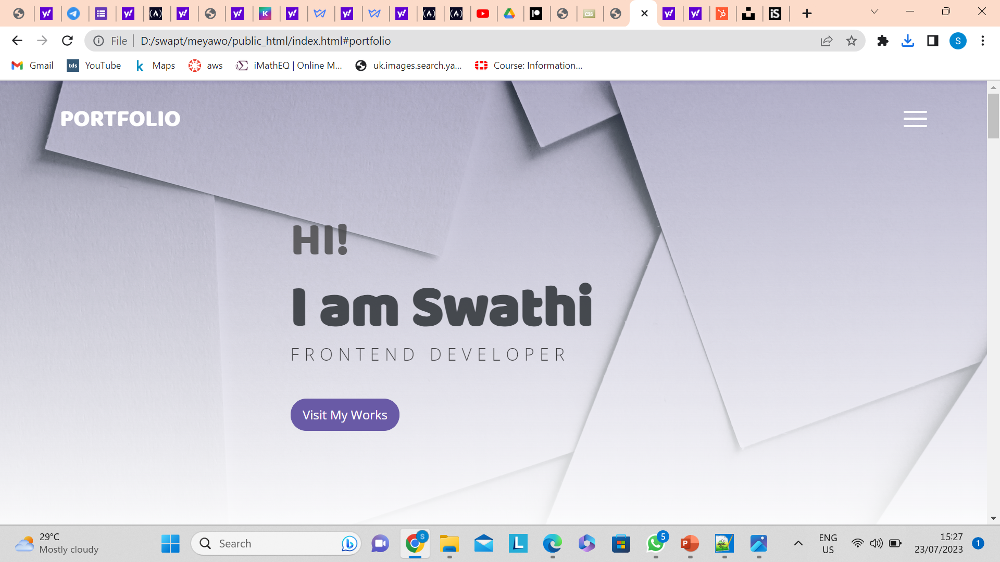 File D:/swapt/meyawo/public_html/index.html#portfolio
S
Gmail
tds YouTube
Maps
aws
iMathEQ | Online M...
uk.images.search.ya...
Course: Information...
PORTFOLIO
HI!
I am Swathi
FRONTEND DEVELOPER
Visit My Works
29°C
Mostly cloudy
Search
S
L
5
P
ENG
US
15:27
23/07/2023
1